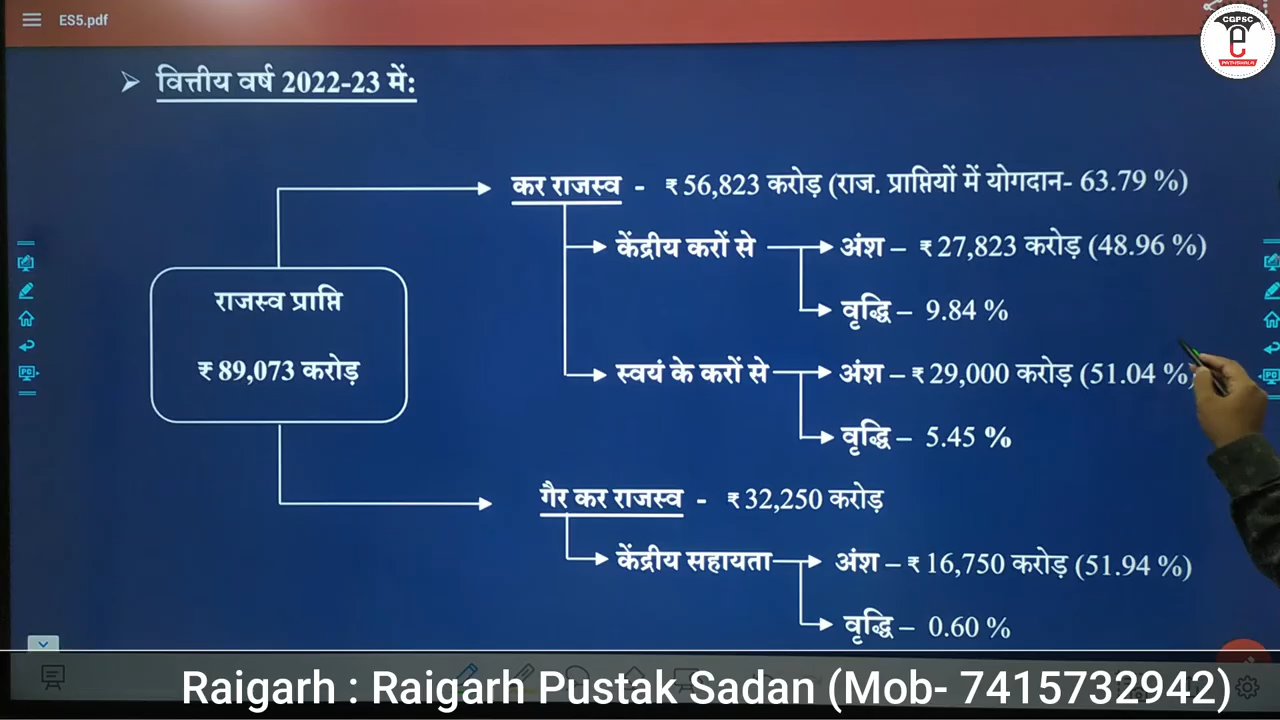 ES5.pdf
CGPSC
e
PATHSHALA
➢ वित्तीय वर्ष 2022-23 में:
कर राजस्व - ₹ 56,823 करोड़ (राज. प्राप्तियों में योगदान- 63.79 %)
केंद्रीय करों से
अंश – ₹ 27,823 करोड़ (48.96 %)
वृद्धि – 9.84 %
राजस्व प्राप्ति
₹ 89,073 करोड़
स्वयं के करों से
अंश – ₹ 29,000 करोड़ (51.04 %)
वृद्धि – 5.45 %
गैर कर राजस्व - ₹ 32,250 करोड़
केंद्रीय सहायता
अंश – ₹ 16,750 करोड़ (51.94 %)
वृद्धि – 0.60 %
Raigarh : Raigarh Pustak Sadan (Mob- 7415732942)